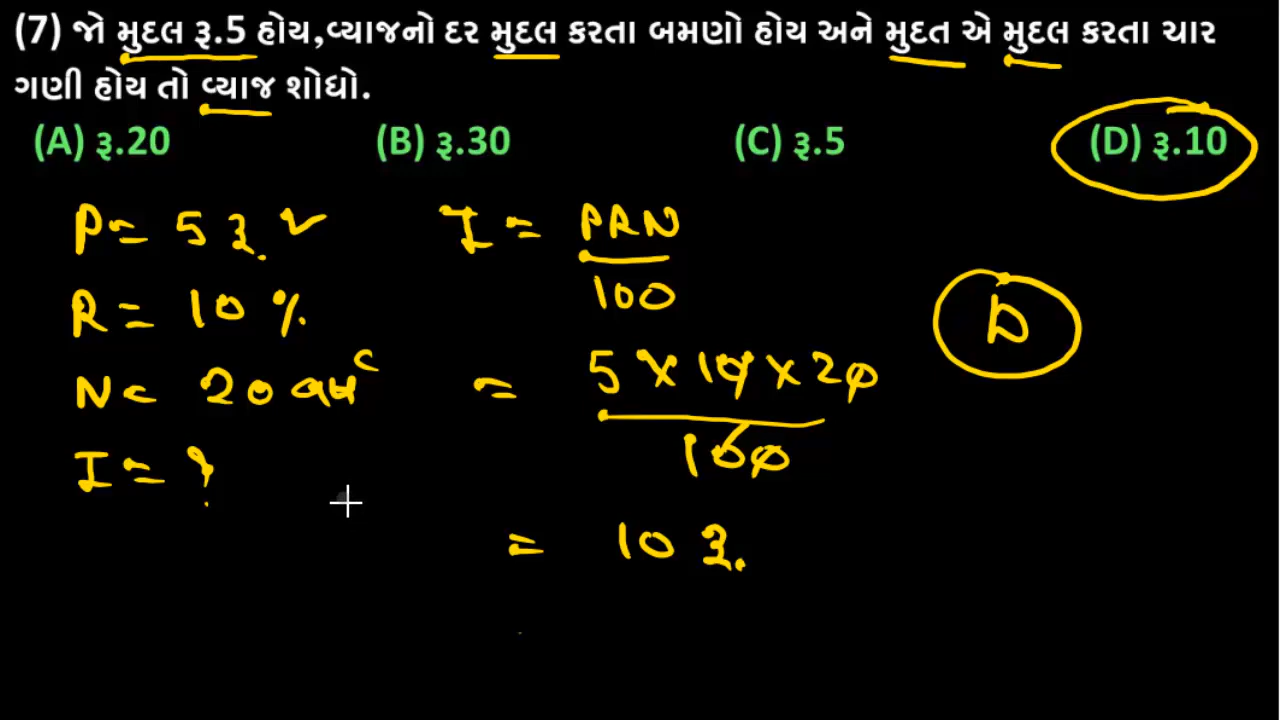 (7) જો મુદલ રૂ.5 હોય,વ્યાજનો દર મુદલ કરતા બમણો હોય અને મુદત એ મુદલ કરતા ચાર
ગણી હોય તો વ્યાજ શોધો.
(A) રૂ.20 (B) રૂ.30 (C) રૂ.5 (D) રૂ.10
P = 5 રૂ. I = PRN
100
R = 10 %
D
N = 20 વર્ષ = 5 × 10 × 20
100
I = ?
= 10 રૂ.